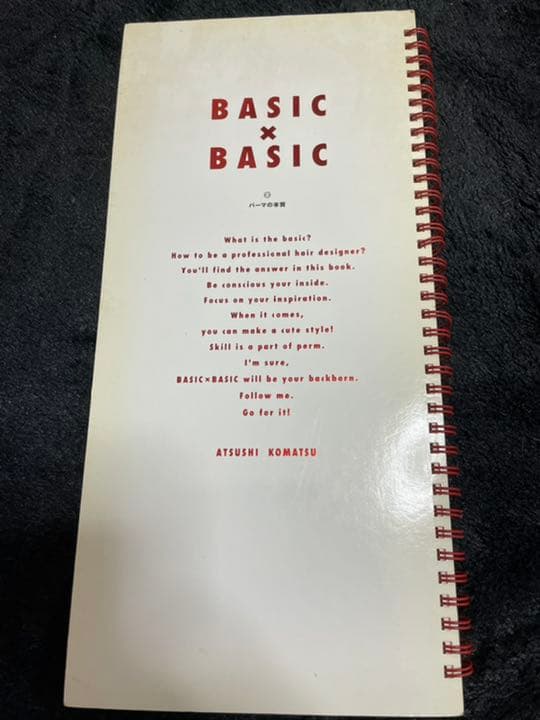 BASIC
×
BASIC
パーマの本質
What is the basic?
How to be a professional hair designer?
You'll find the answer in this book.
Be conscious your inside.
Focus on your inspiration.
When it comes,
you can make a cute style!
Skill is a part of perm.
I'm sure,
BASIC×BASIC will be your backborn.
Follow me.
Go for it!
ATSUSHI KOMATSU